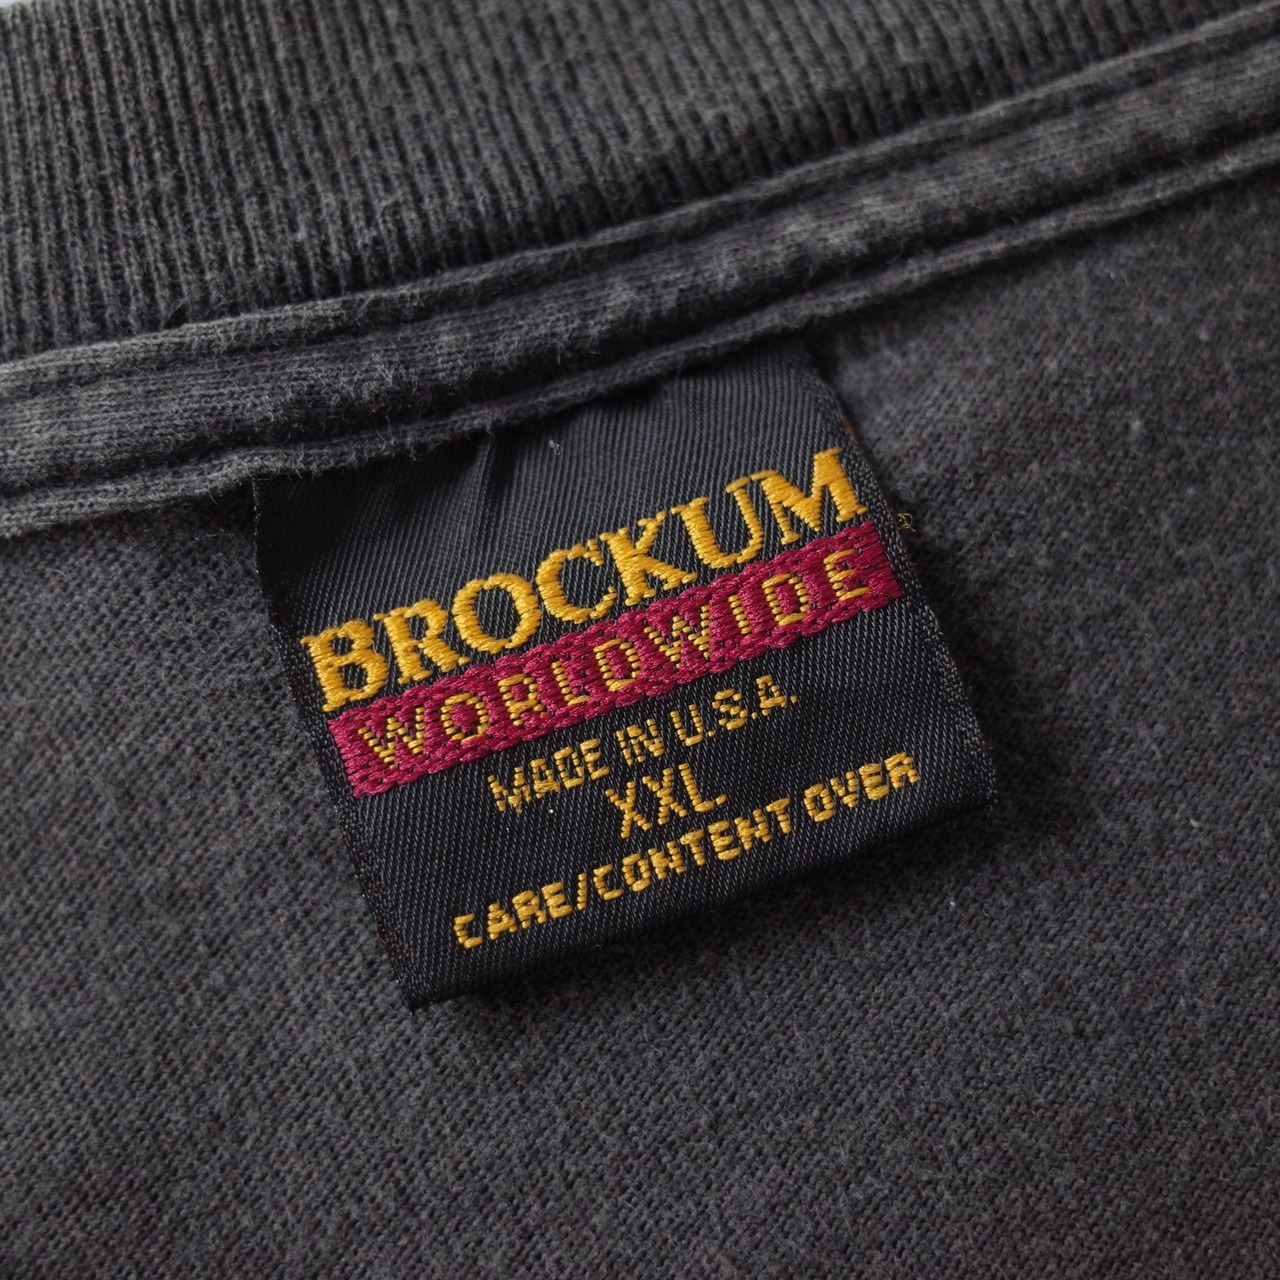 BROCKUM
WORLDWIDE
MADE IN U.S.A.
XXL
CARE/CONTENT OVER